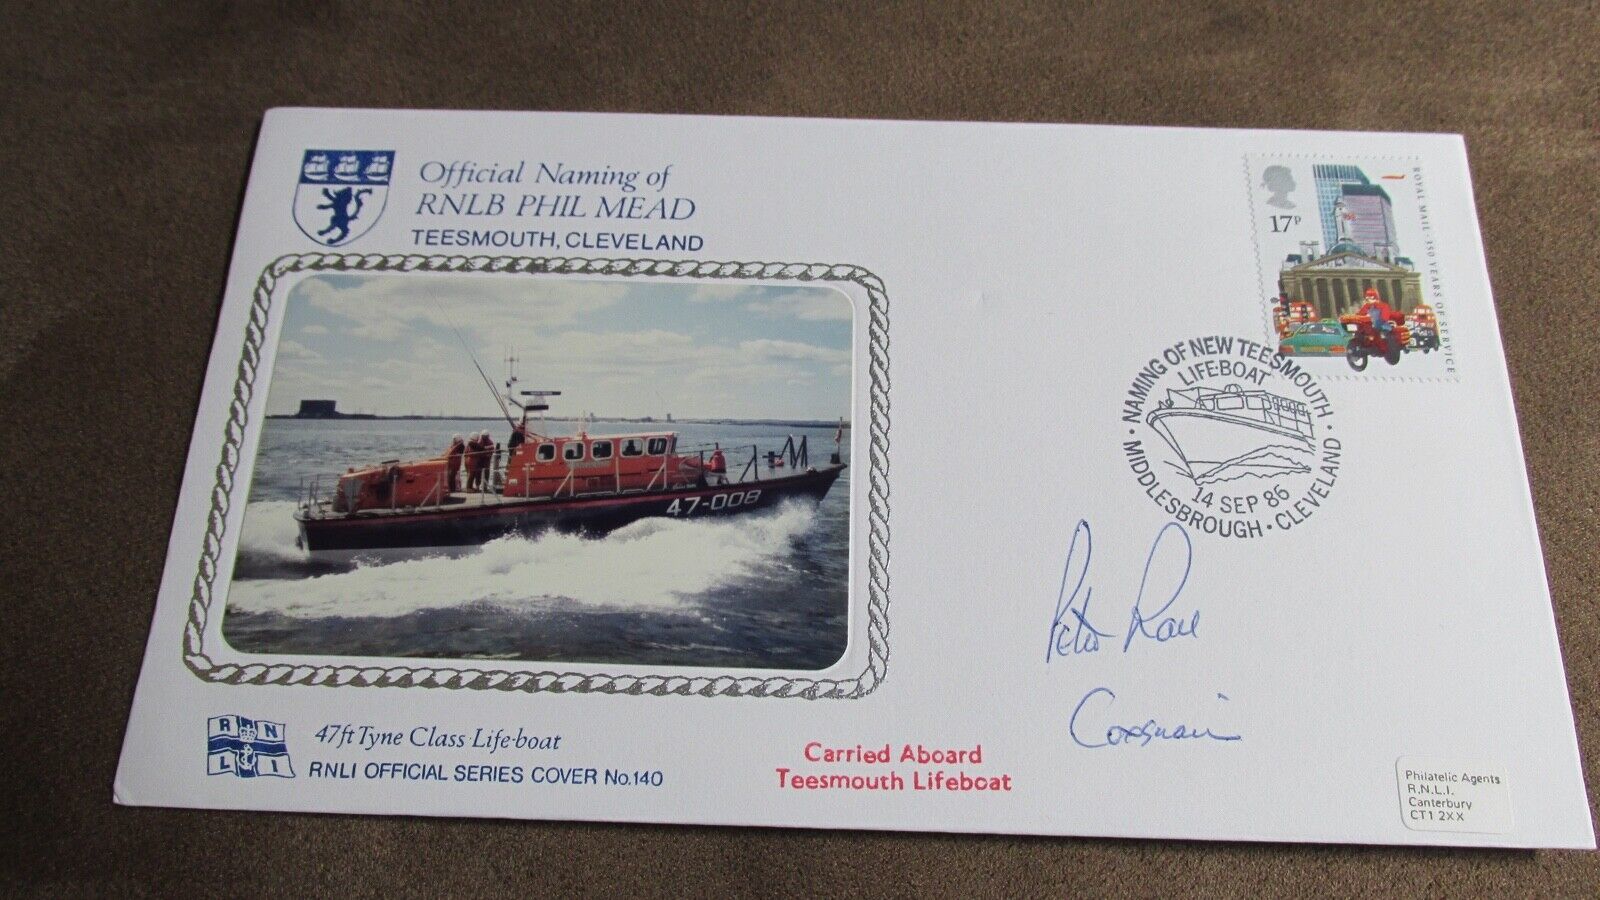 Official Naming of
RNLB PHIL MEAD
TEESMOUTH, CLEVELAND
47-008
R N
L I
47ft Tyne Class Life-boat
RNLI OFFICIAL SERIES COVER No.140
Carried Aboard
Teesmouth Lifeboat
17P
ROYAL MAIL · 350 YEARS OF SERVICE
NAMING OF NEW TEESMOUTH
LIFE-BOAT
14 SEP 86
· MIDDLESBROUGH · CLEVELAND ·
Peter
Coxswain
Philatelic Agents
R.N.L.I.
Canterbury
CT1 2XX